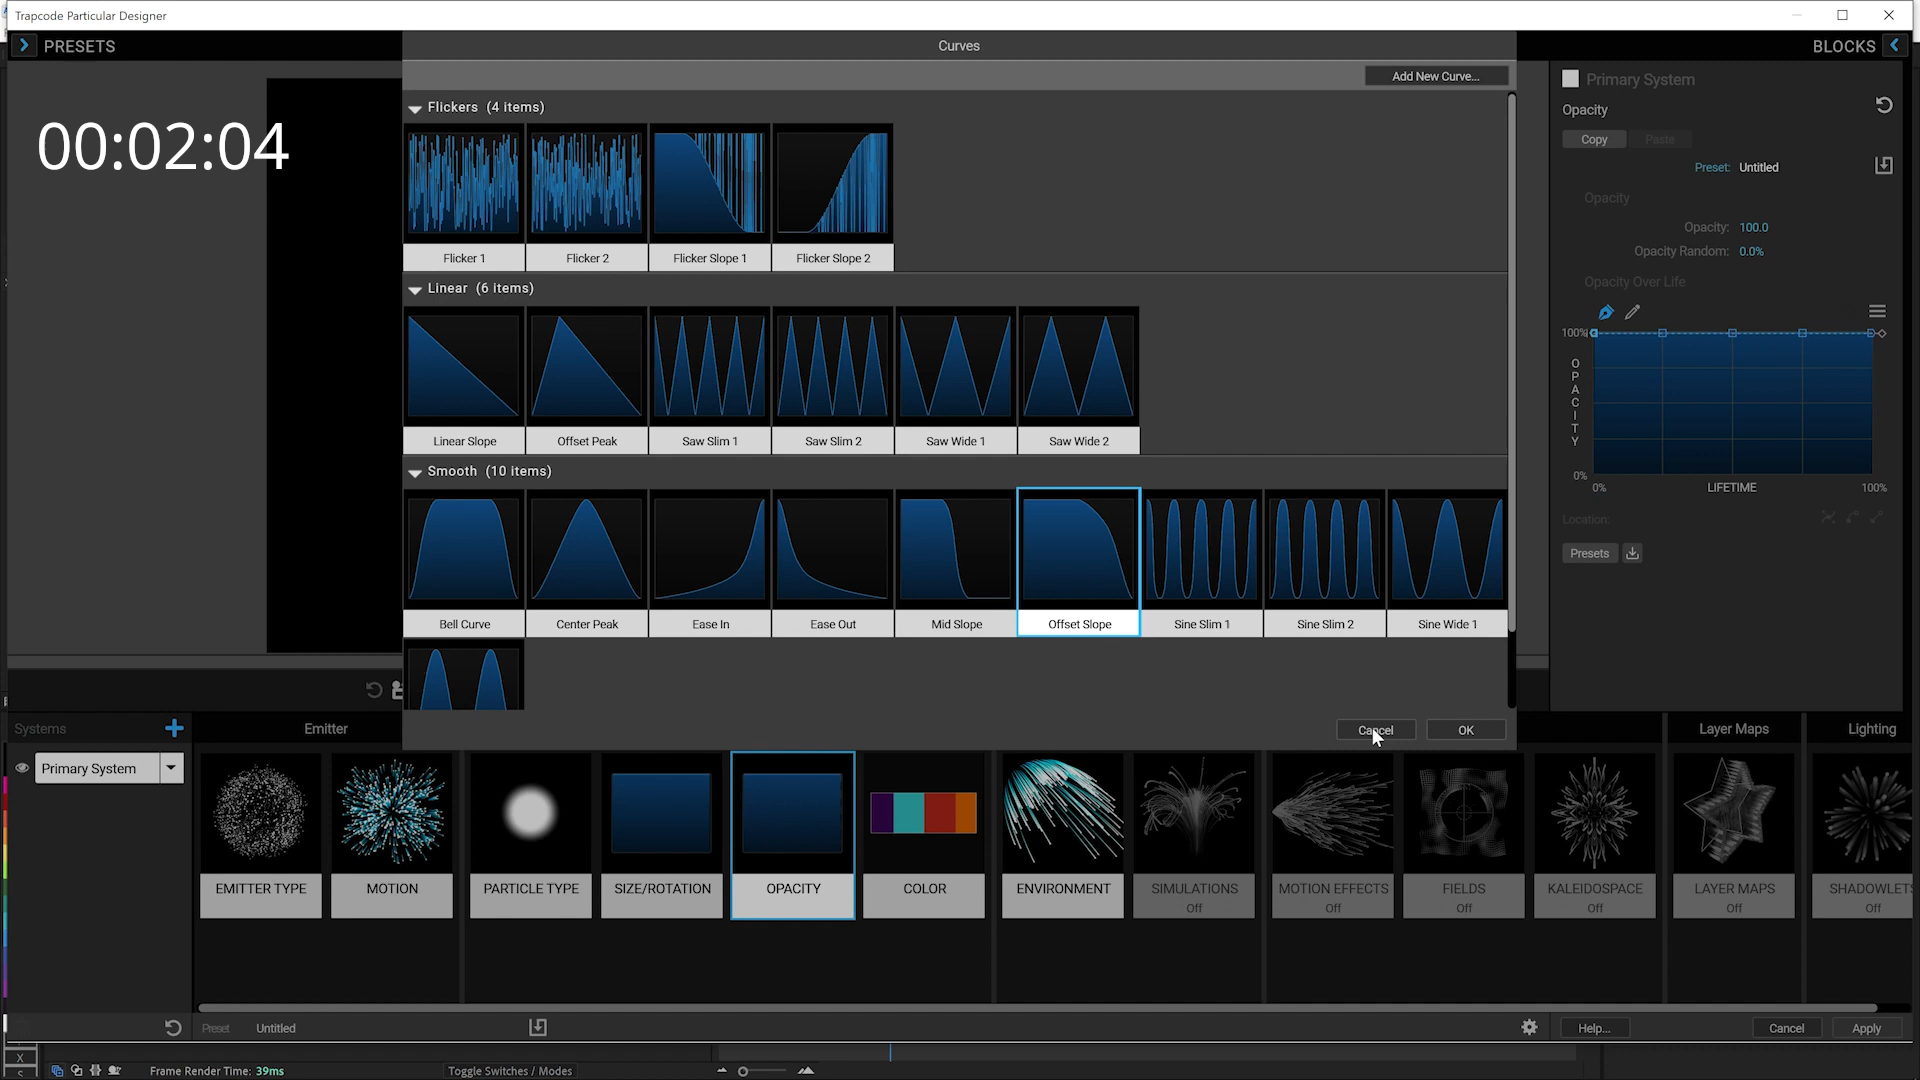 Trapcode Particular Designer
PRESETS
Curves
BLOCKS
Add New Curve...
00:02:04
Flickers (4 items)
Flicker 1
Flicker 2
Flicker Slope 1
Flicker Slope 2
Linear (6 items)
Linear Slope
Offset Peak
Saw Slim 1
Saw Slim 2
Saw Wide 1
Saw Wide 2
Smooth (10 items)
Bell Curve
Center Peak
Ease In
Ease Out
Mid Slope
Offset Slope
Sine Slim 1
Sine Slim 2
Sine Wide 1
Cancel
OK
Primary System
Opacity
Copy
Paste
Preset: Untitled
Opacity
Opacity: 100.0
Opacity Random: 0.0%
Opacity Over Life
100%
OPACITY
0%
0%
LIFETIME
100%
Location:
Presets
Systems
Emitter
Layer Maps
Lighting
Primary System
EMITTER TYPE
MOTION
PARTICLE TYPE
SIZE/ROTATION
OPACITY
COLOR
ENVIRONMENT
SIMULATIONS
Off
MOTION EFFECTS
Off
FIELDS
Off
KALEIDOSPACE
Off
LAYER MAPS
Off
SHADOWLETS
Off
Preset Untitled
Help...
Cancel
Apply
Frame Render Time: 39ms
Toggle Switches / Modes